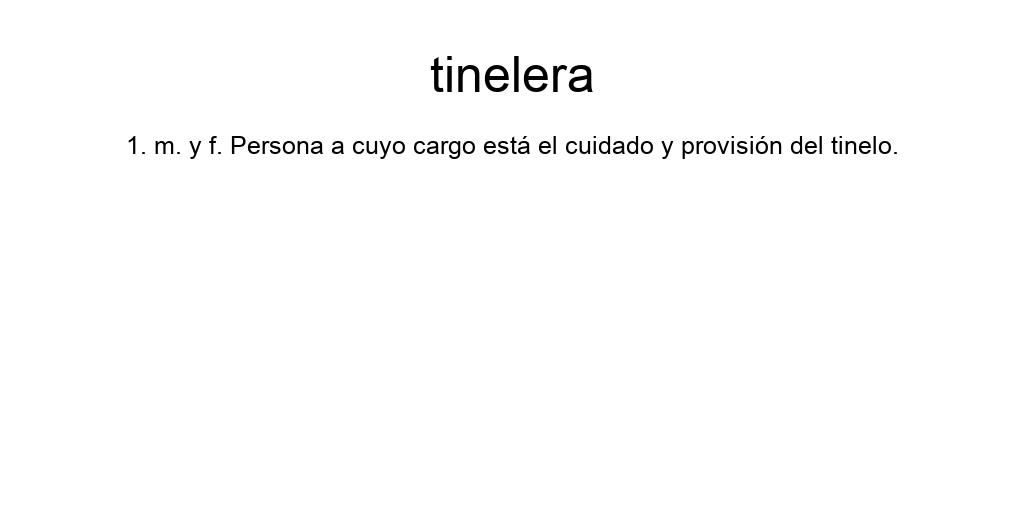 tinelera
1. m. y f. Persona a cuyo cargo está el cuidado y provisión del tinelo.